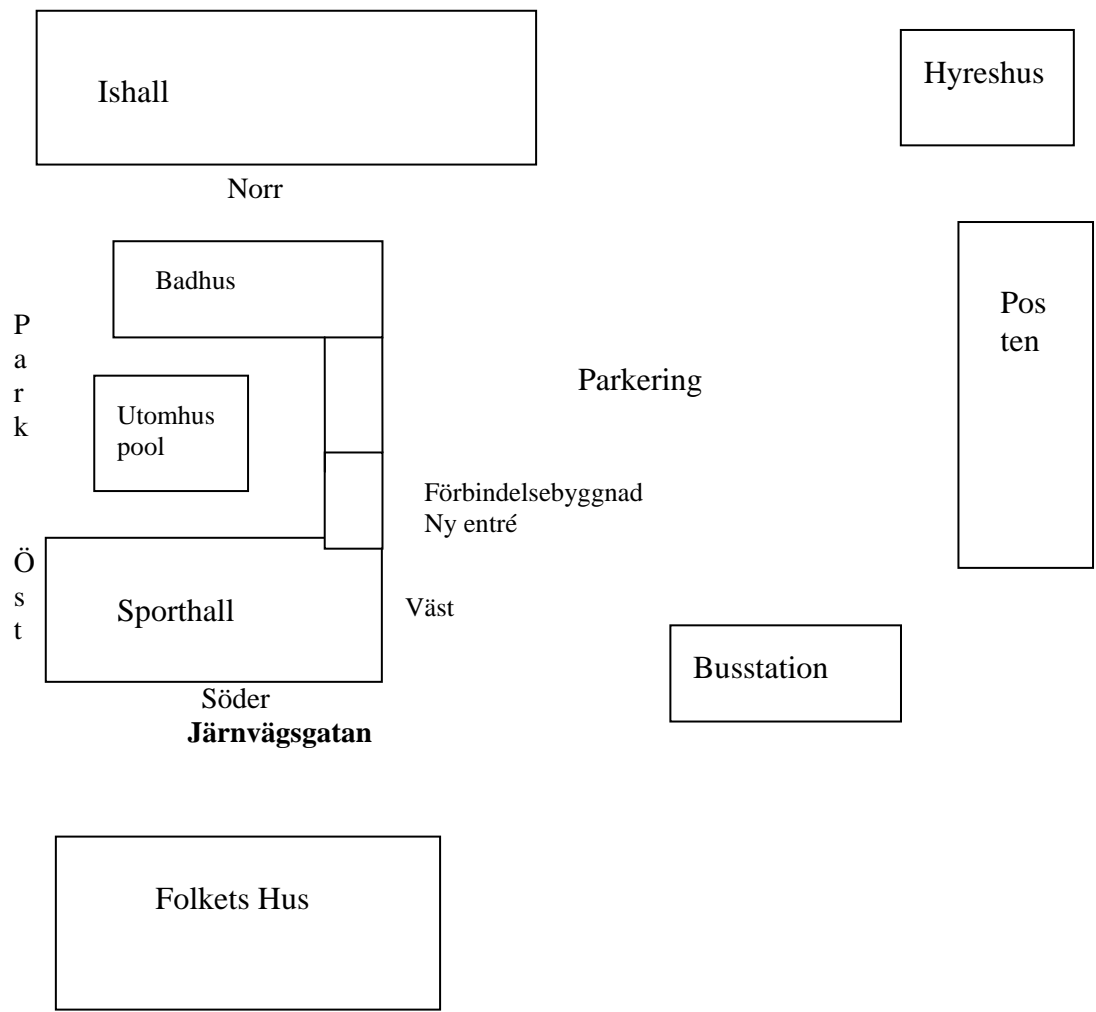 Ishall
Hyreshus
Norr
Badhus
P
a
r
k
Pos
ten
Parkering
Utomhus
pool
Förbindelsebyggnad
Ny entré
Ö
s
t
Sporthall
Väst
Busstation
Söder
Järnvägsgatan
Folkets Hus